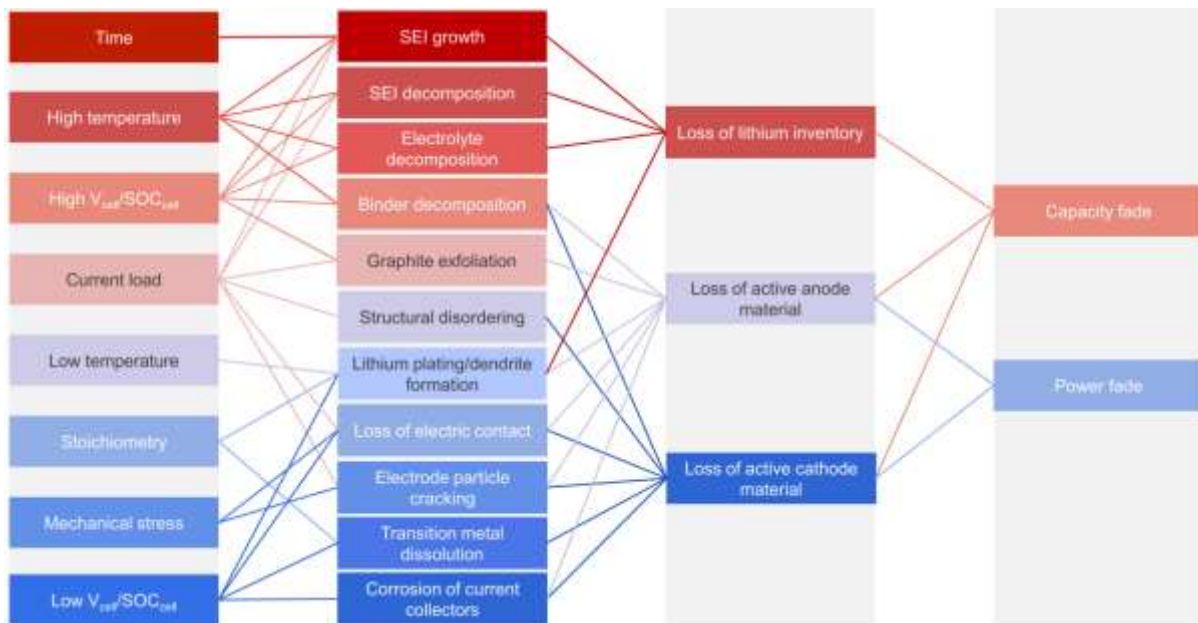 Time
High temperature
High Vcell/SOCcell
Current load
Low temperature
Stoichiometry
Mechanical stress
Low Vcell/SOCcell
SEI growth
SEI decomposition
Electrolyte
decomposition
Binder decomposition
Graphite exfoliation
Structural disordering
Lithium plating/dendrite
formation
Loss of electric contact
Electrode particle
cracking
Transition metal
dissolution
Corrosion of current
collectors
Loss of lithium inventory
Loss of active anode
material
Loss of active cathode
material
Capacity fade
Power fade